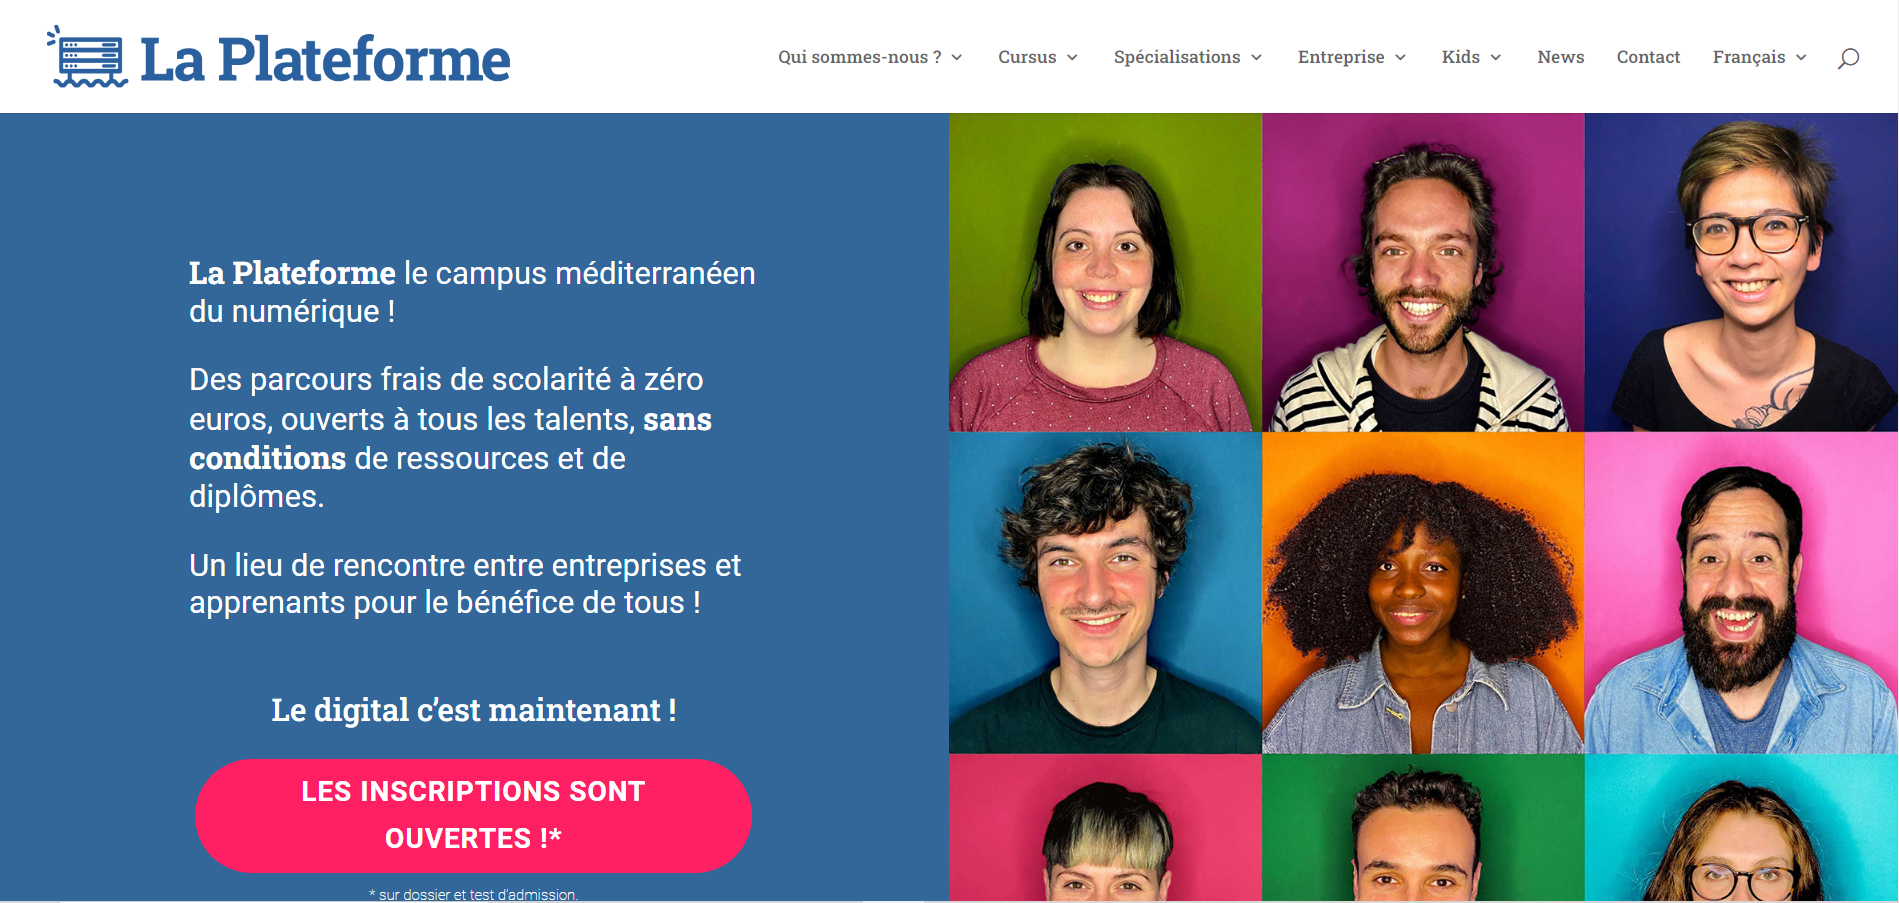 La Plateforme
Qui sommes-nous ? Cursus Spécialisations Entreprise Kids News Contact Français
La Plateforme le campus méditerranéen
du numérique !
Des parcours frais de scolarité à zéro
euros, ouverts à tous les talents, sans
conditions de ressources et de
diplômes.
Un lieu de rencontre entre entreprises et
apprenants pour le bénéfice de tous !
Le digital c’est maintenant !
LES INSCRIPTIONS SONT
OUVERTES !*
* sur dossier et test d'admission.